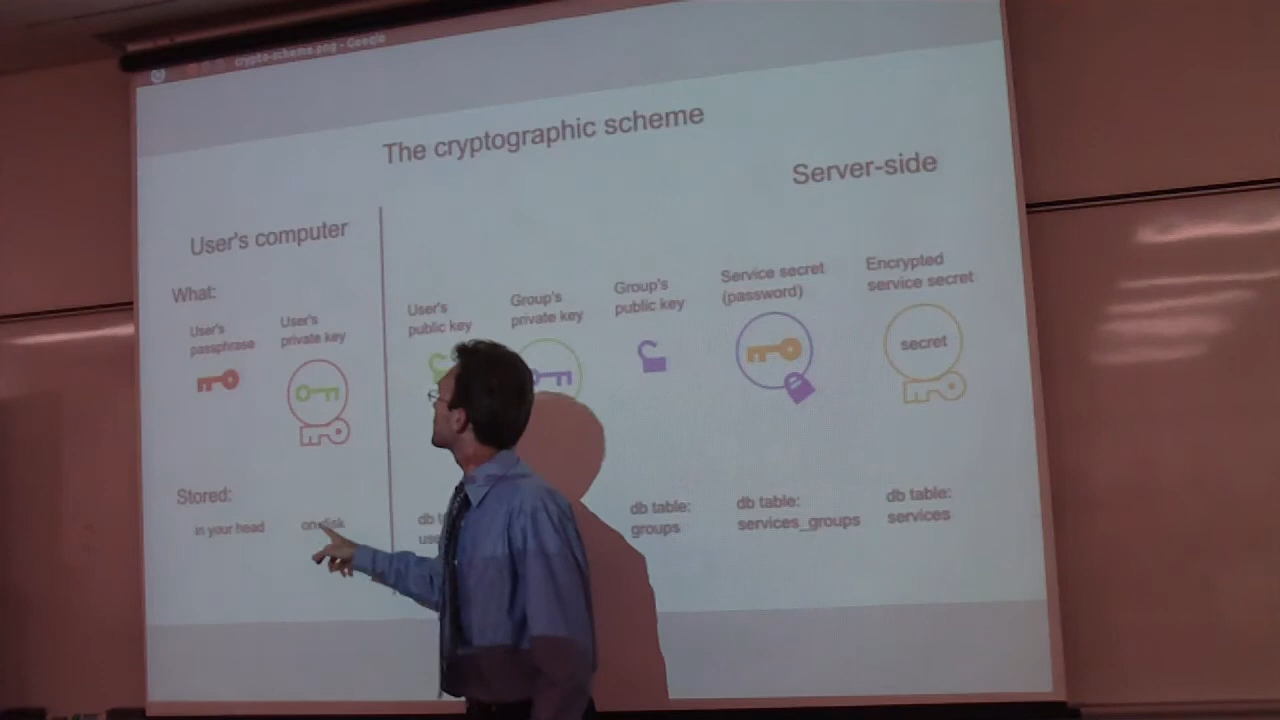 crypto-scheme.png - Google
The cryptographic scheme
Server-side
User's computer
What:
User's
passphrase
User's
private key
User's
public key
Group's
private key
Group's
public key
Service secret
(password)
Encrypted
service secret
secret
Stored:
in your head
on disk
db
db table:
groups
db table:
services_groups
db table:
services